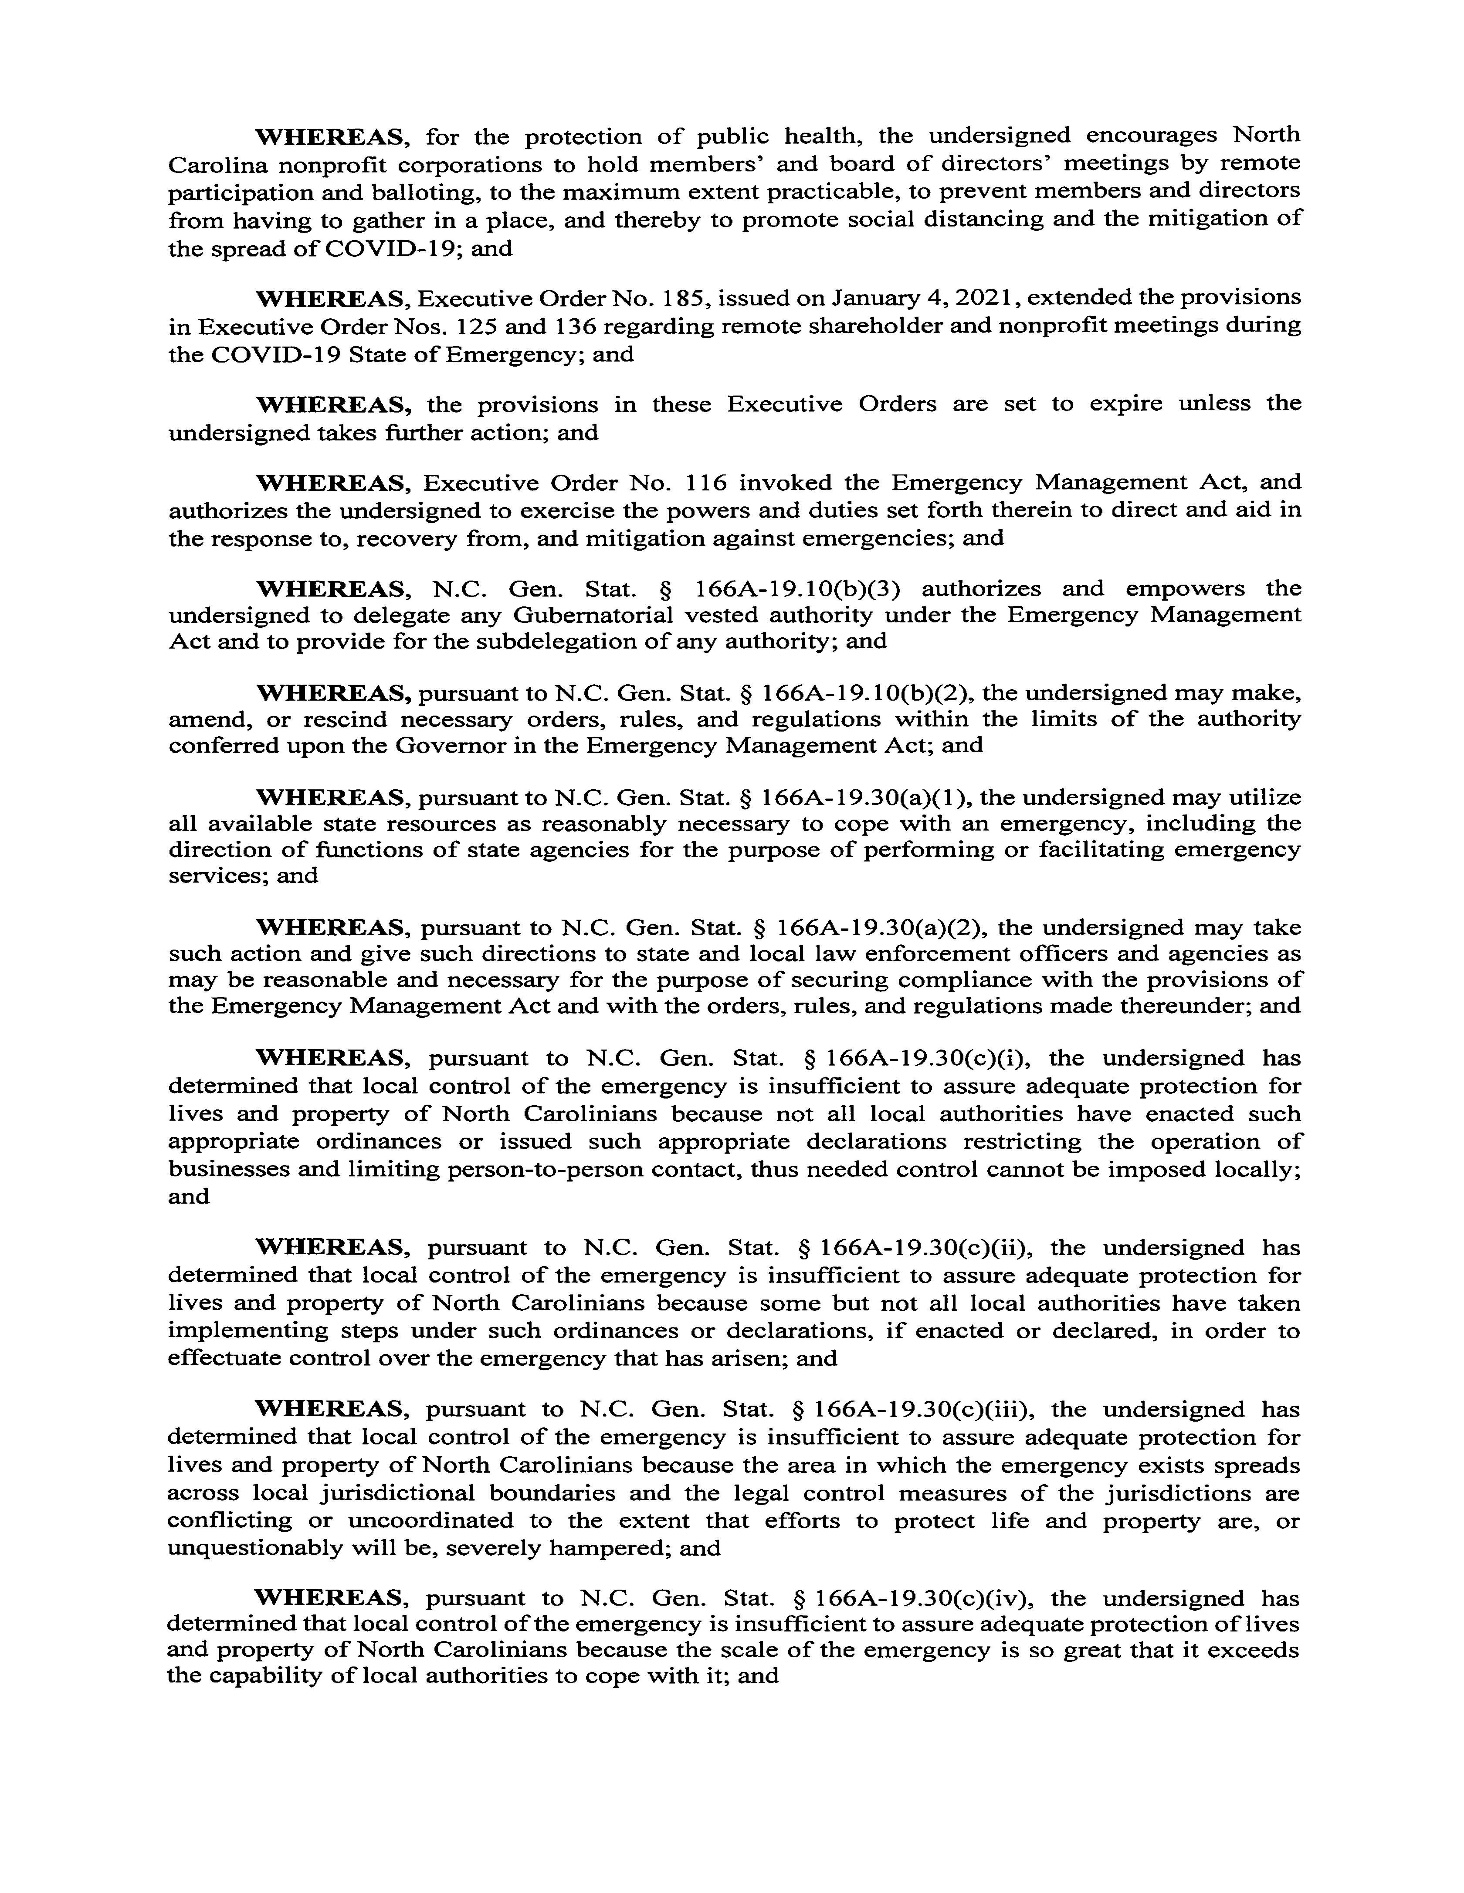 WHEREAS, for the protection of public health, the undersigned encourages North
Carolina nonprofit corporations to hold members’ and board of directors’ meetings by remote
participation and balloting, to the maximum extent practicable, to prevent members and directors
from having to gather in a place, and thereby to promote social distancing and the mitigation of
the spread of COVID-19; and
WHEREAS, Executive Order No. 185, issued on January 4, 2021, extended the provisions
in Executive Order Nos. 125 and 136 regarding remote shareholder and nonprofit meetings during
the COVID-19 State of Emergency; and
WHEREAS, the provisions in these Executive Orders are set to expire unless the
undersigned takes further action; and
WHEREAS, Executive Order No. 116 invoked the Emergency Management Act, and
authorizes the undersigned to exercise the powers and duties set forth therein to direct and aid in
the response to, recovery from, and mitigation against emergencies; and
WHEREAS, N.C. Gen. Stat. § 166A-19.10(b)(3) authorizes and empowers the
undersigned to delegate any Gubernatorial vested authority under the Emergency Management
Act and to provide for the subdelegation of any authority; and
WHEREAS, pursuant to N.C. Gen. Stat. § 166A-19.10(b)(2), the undersigned may make,
amend, or rescind necessary orders, rules, and regulations within the limits of the authority
conferred upon the Governor in the Emergency Management Act; and
WHEREAS, pursuant to N.C. Gen. Stat. § 166A-19.30(a)(1), the undersigned may utilize
all available state resources as reasonably necessary to cope with an emergency, including the
direction of functions of state agencies for the purpose of performing or facilitating emergency
services; and
WHEREAS, pursuant to N.C. Gen. Stat. § 166A-19.30(a)(2), the undersigned may take
such action and give such directions to state and local law enforcement officers and agencies as
may be reasonable and necessary for the purpose of securing compliance with the provisions of
the Emergency Management Act and with the orders, rules, and regulations made thereunder; and
WHEREAS, pursuant to N.C. Gen. Stat. § 166A-19.30(c)(i), the undersigned has
determined that local control of the emergency is insufficient to assure adequate protection for
lives and property of North Carolinians because not all local authorities have enacted such
appropriate ordinances or issued such appropriate declarations restricting the operation of
businesses and limiting person-to-person contact, thus needed control cannot be imposed locally;
and
WHEREAS, pursuant to N.C. Gen. Stat. § 166A-19.30(c)(ii), the undersigned has
determined that local control of the emergency is insufficient to assure adequate protection for
lives and property of North Carolinians because some but not all local authorities have taken
implementing steps under such ordinances or declarations, if enacted or declared, in order to
effectuate control over the emergency that has arisen; and
WHEREAS, pursuant to N.C. Gen. Stat. § 166A-19.30(c)(iii), the undersigned has
determined that local control of the emergency is insufficient to assure adequate protection for
lives and property of North Carolinians because the area in which the emergency exists spreads
across local jurisdictional boundaries and the legal control measures of the jurisdictions are
conflicting or uncoordinated to the extent that efforts to protect life and property are, or
unquestionably will be, severely hampered; and
WHEREAS, pursuant to N.C. Gen. Stat. § 166A-19.30(c)(iv), the undersigned has
determined that local control of the emergency is insufficient to assure adequate protection of lives
and property of North Carolinians because the scale of the emergency is so great that it exceeds
the capability of local authorities to cope with it; and